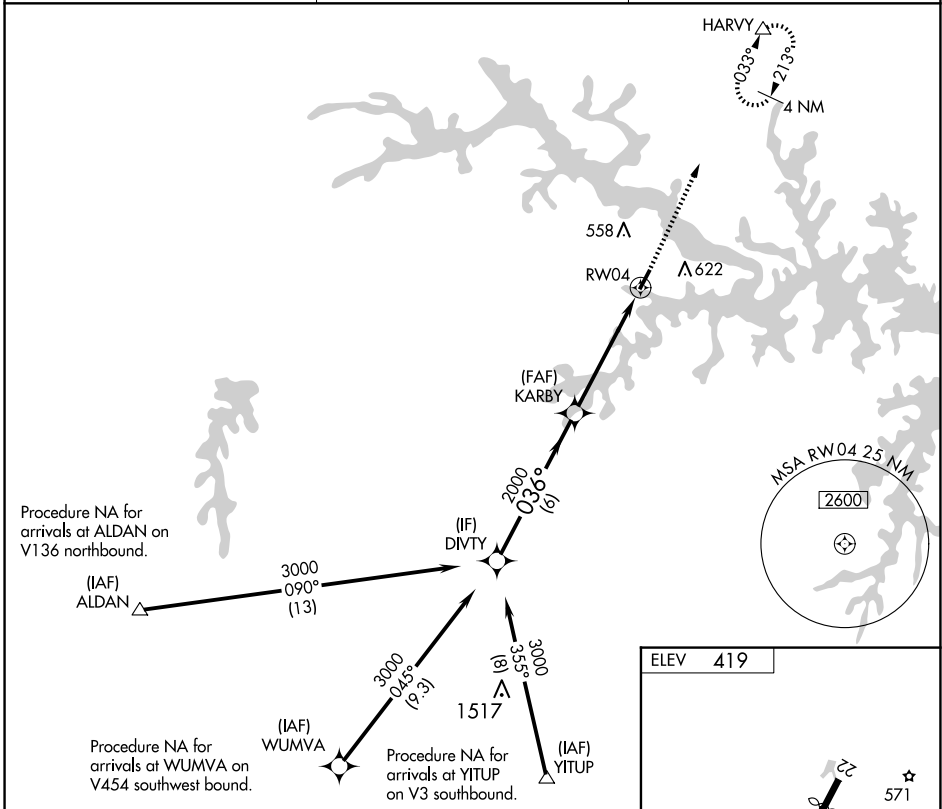 HARVY
033°
213°
4 NM
558
RW04
622
(FAF)
KARBY
MSA RW04 25 NM
2600
2000
036°
(6)
(IF)
DIVTY
Procedure NA for
arrivals at ALDAN on
V136 northbound.
(IAF)
ALDAN
3000
090°
(13)
3000
045°
(9.3)
3000
355°
(8)
1517
ELEV 419
(IAF)
WUMVA
Procedure NA for
arrivals at WUMVA on
V454 southwest bound.
Procedure NA for
arrivals at YITUP
on V3 southbound.
(IAF)
YITUP
22
571